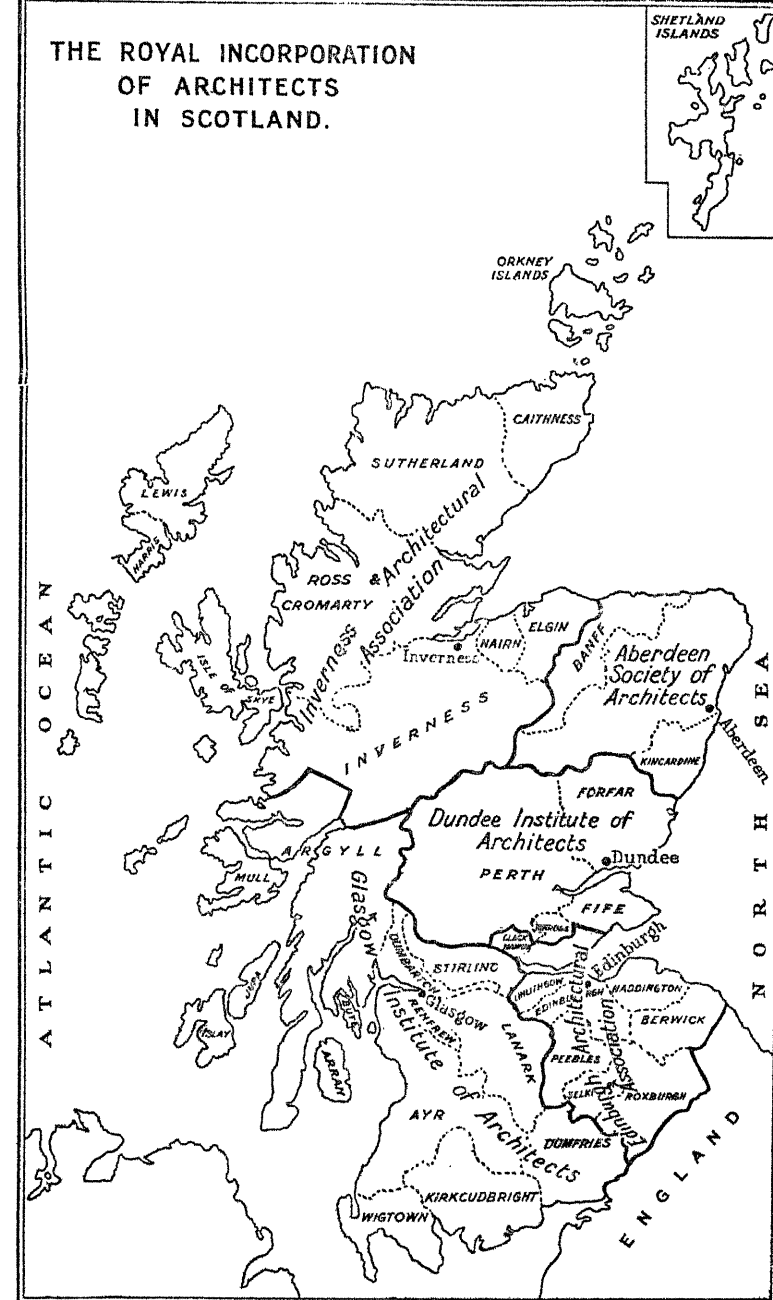 THE ROYAL INCORPORATION
OF ARCHITECTS
IN SCOTLAND.
SHETLAND
ISLANDS
ORKNEY
ISLANDS
CAITHNESS
SUTHERLAND
LEWIS
HARRIS
ROSS &
CROMARTY
Inverness Architectural
Association
ISLE OF
SKYE
Inverness
NAIRN
ELGIN
BANFF
Aberdeen
Society of
Architects
Aberdeen
KINCARDINE
INVERNESS
ATLANTIC OCEAN
NORTH SEA
FORFAR
Dundee Institute of
Architects
Dundee
PERTH
ARGYLL
MULL
FIFE
KINROSS
CLACK
MANNAN
STIRLING
DUMBARTON
Glasgow
Institute
of Architects
Glasgow
RENFREW
LANARK
BUTE
JURA
ISLAY
ARRAN
Edinburgh
LINLITHGOW
EDINBURGH
HADDINGTON
BERWICK
Edinburgh Architectural
Association
PEEBLES
SELKI
ROXBURGH
AYR
DUMFRIES
KIRKCUDBRIGHT
WIGTOWN
ENGLAND